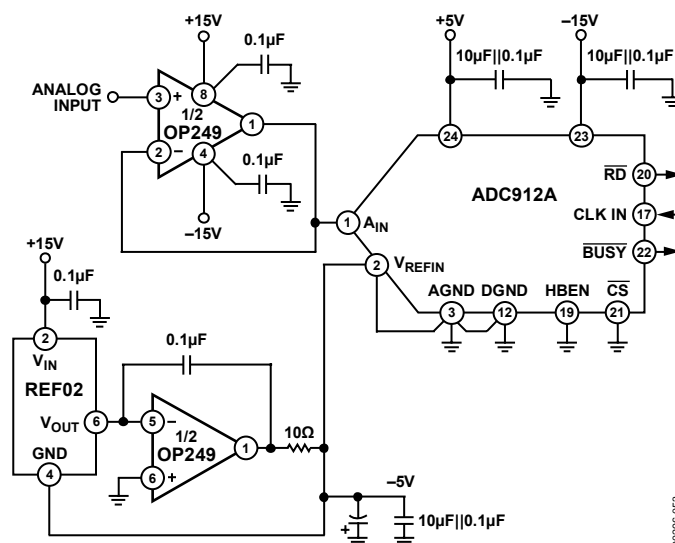 +15V
0.1µF
ANALOG
INPUT
3
+
8
1/2
OP249
1
2
–
4
0.1µF
–15V
+5V
10µF||0.1µF
–15V
10µF||0.1µF
24
23
ADC912A
RD
20
CLK IN
17
BUSY
22
1
AIN
2
VREFIN
AGND
DGND
HBEN
CS
3
12
19
21
+15V
0.1µF
2
VIN
REF02
VOUT
6
GND
4
0.1µF
5
–
1/2
OP249
1
6
+
10Ω
–5V
+
10µF||0.1µF